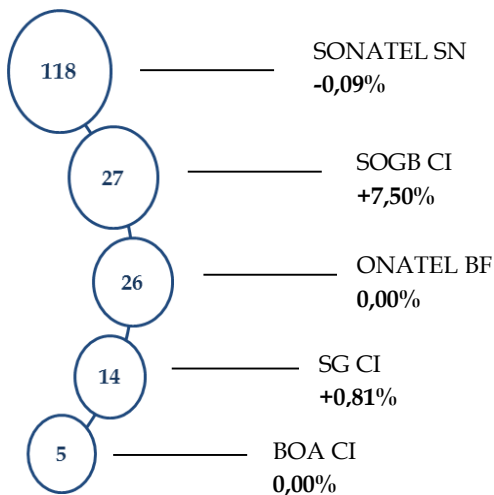 118
SONATEL SN
-0,09%
27
SOGB CI
+7,50%
26
ONATEL BF
0,00%
14
SG CI
+0,81%
5
BOA CI
0,00%